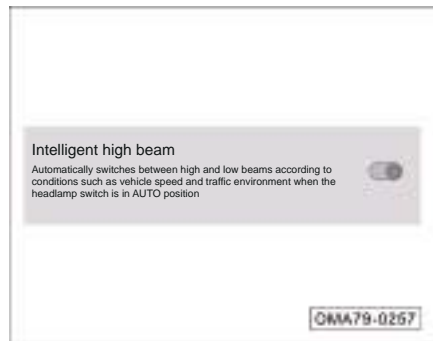 Intelligent high beam
Automatically switches between high and low beams according to
conditions such as vehicle speed and traffic environment when the
headlamp switch is in AUTO position
OMA79-0267